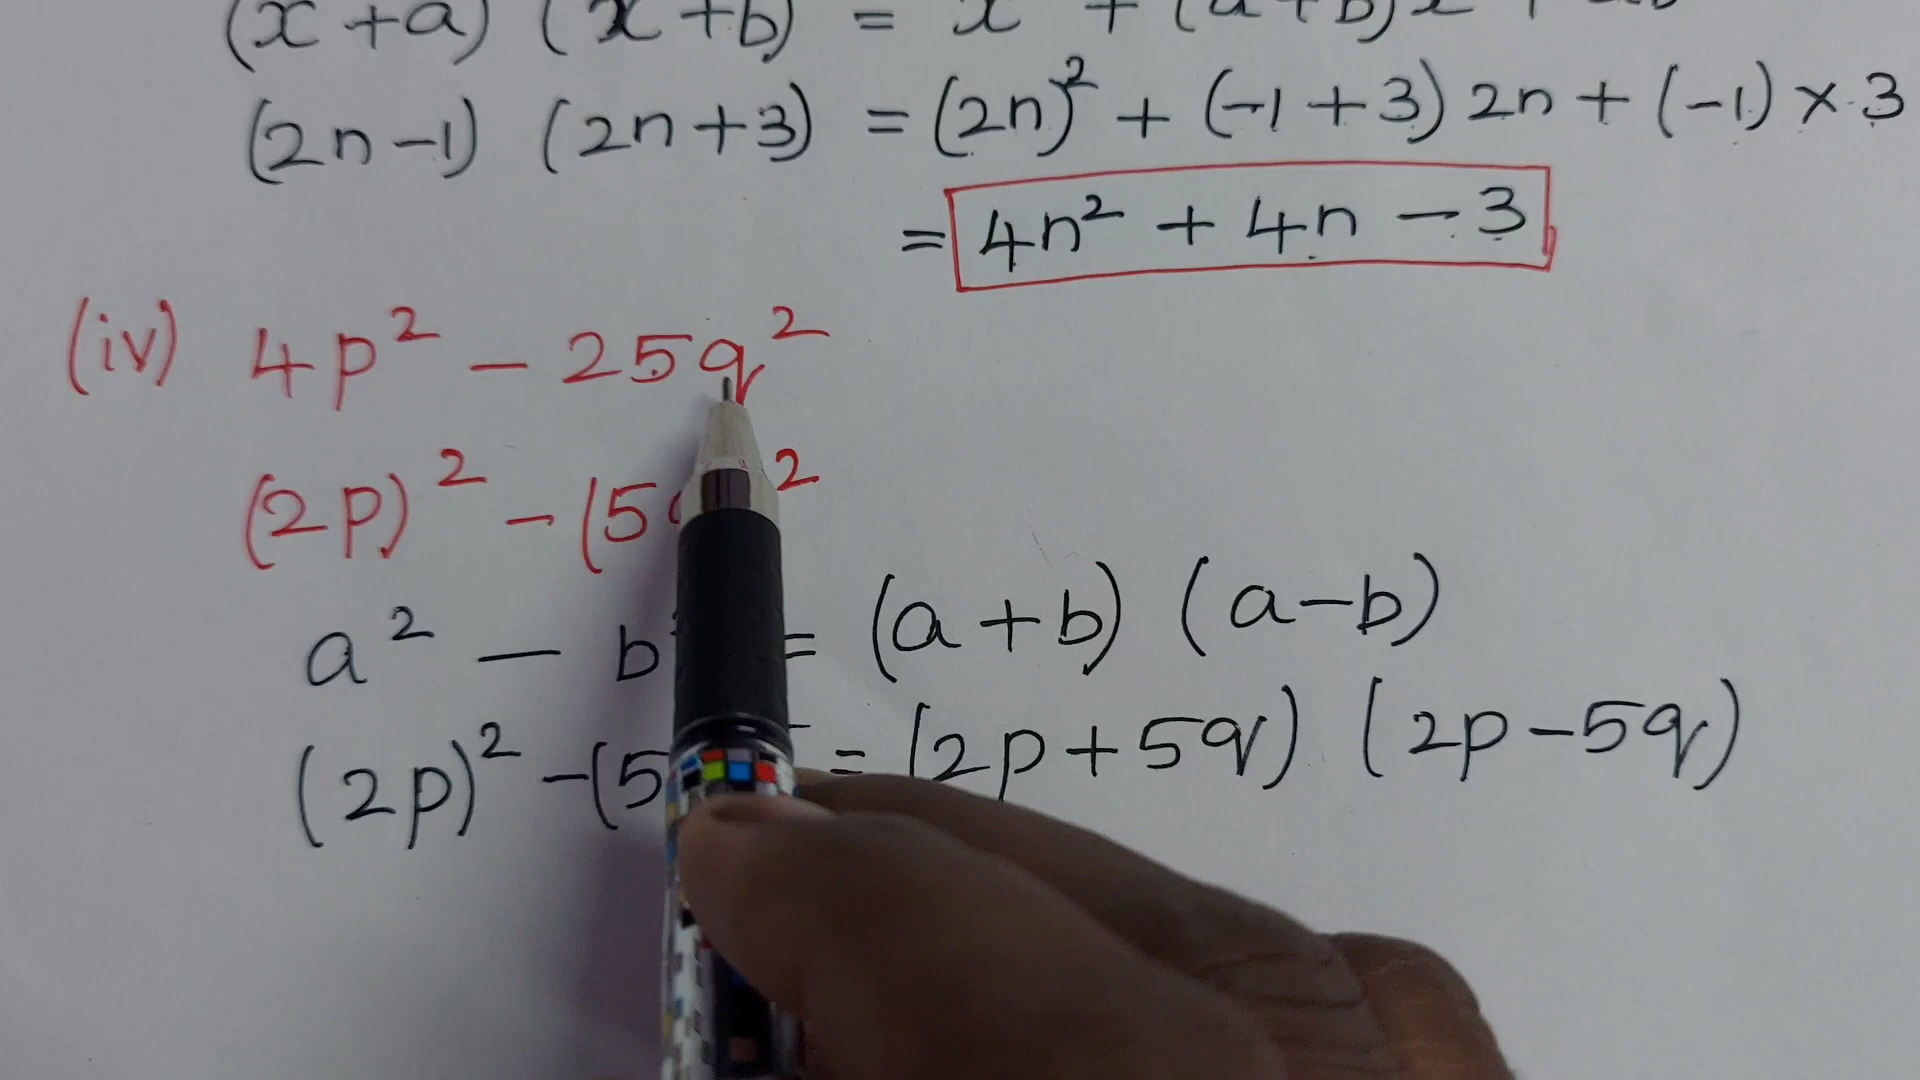 (x+a) (x+b) = x + (a+b)x +
(2n-1) (2n+3) = (2n)² + (-1+3) 2n + (-1) × 3
= 4n² + 4n - 3
(iv) 4p² - 25q²
(2p)² - (5 ²
a² - b = (a+b) (a-b)
(2p)² - (5 = (2p+5q) (2p-5q)